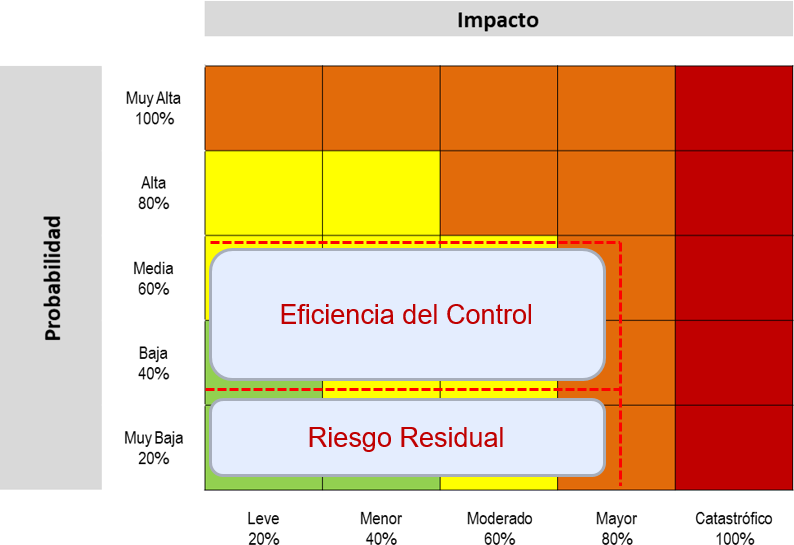 Impacto
Probabilidad
Muy Alta
100%
Alta
80%
Media
60%
Eficiencia del Control
Baja
40%
Muy Baja
20%
Riesgo Residual
Leve
20%
Menor
40%
Moderado
60%
Mayor
80%
Catastrófico
100%